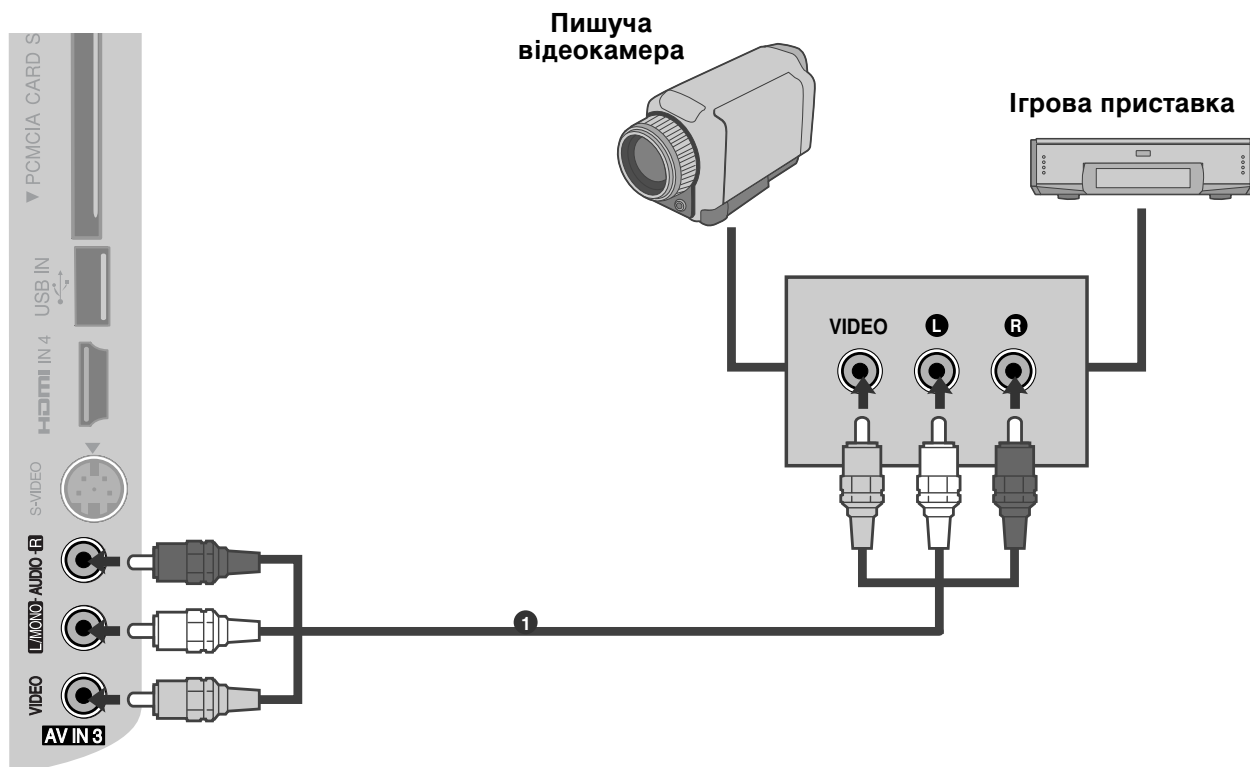 Пишуча
відеокамера
Ігрова приставка
▼ PCMCIA CARD S
USB IN
HDMI IN 4
S-VIDEO
L/MONO - AUDIO - R
VIDEO
AV IN 3
VIDEO L R
1